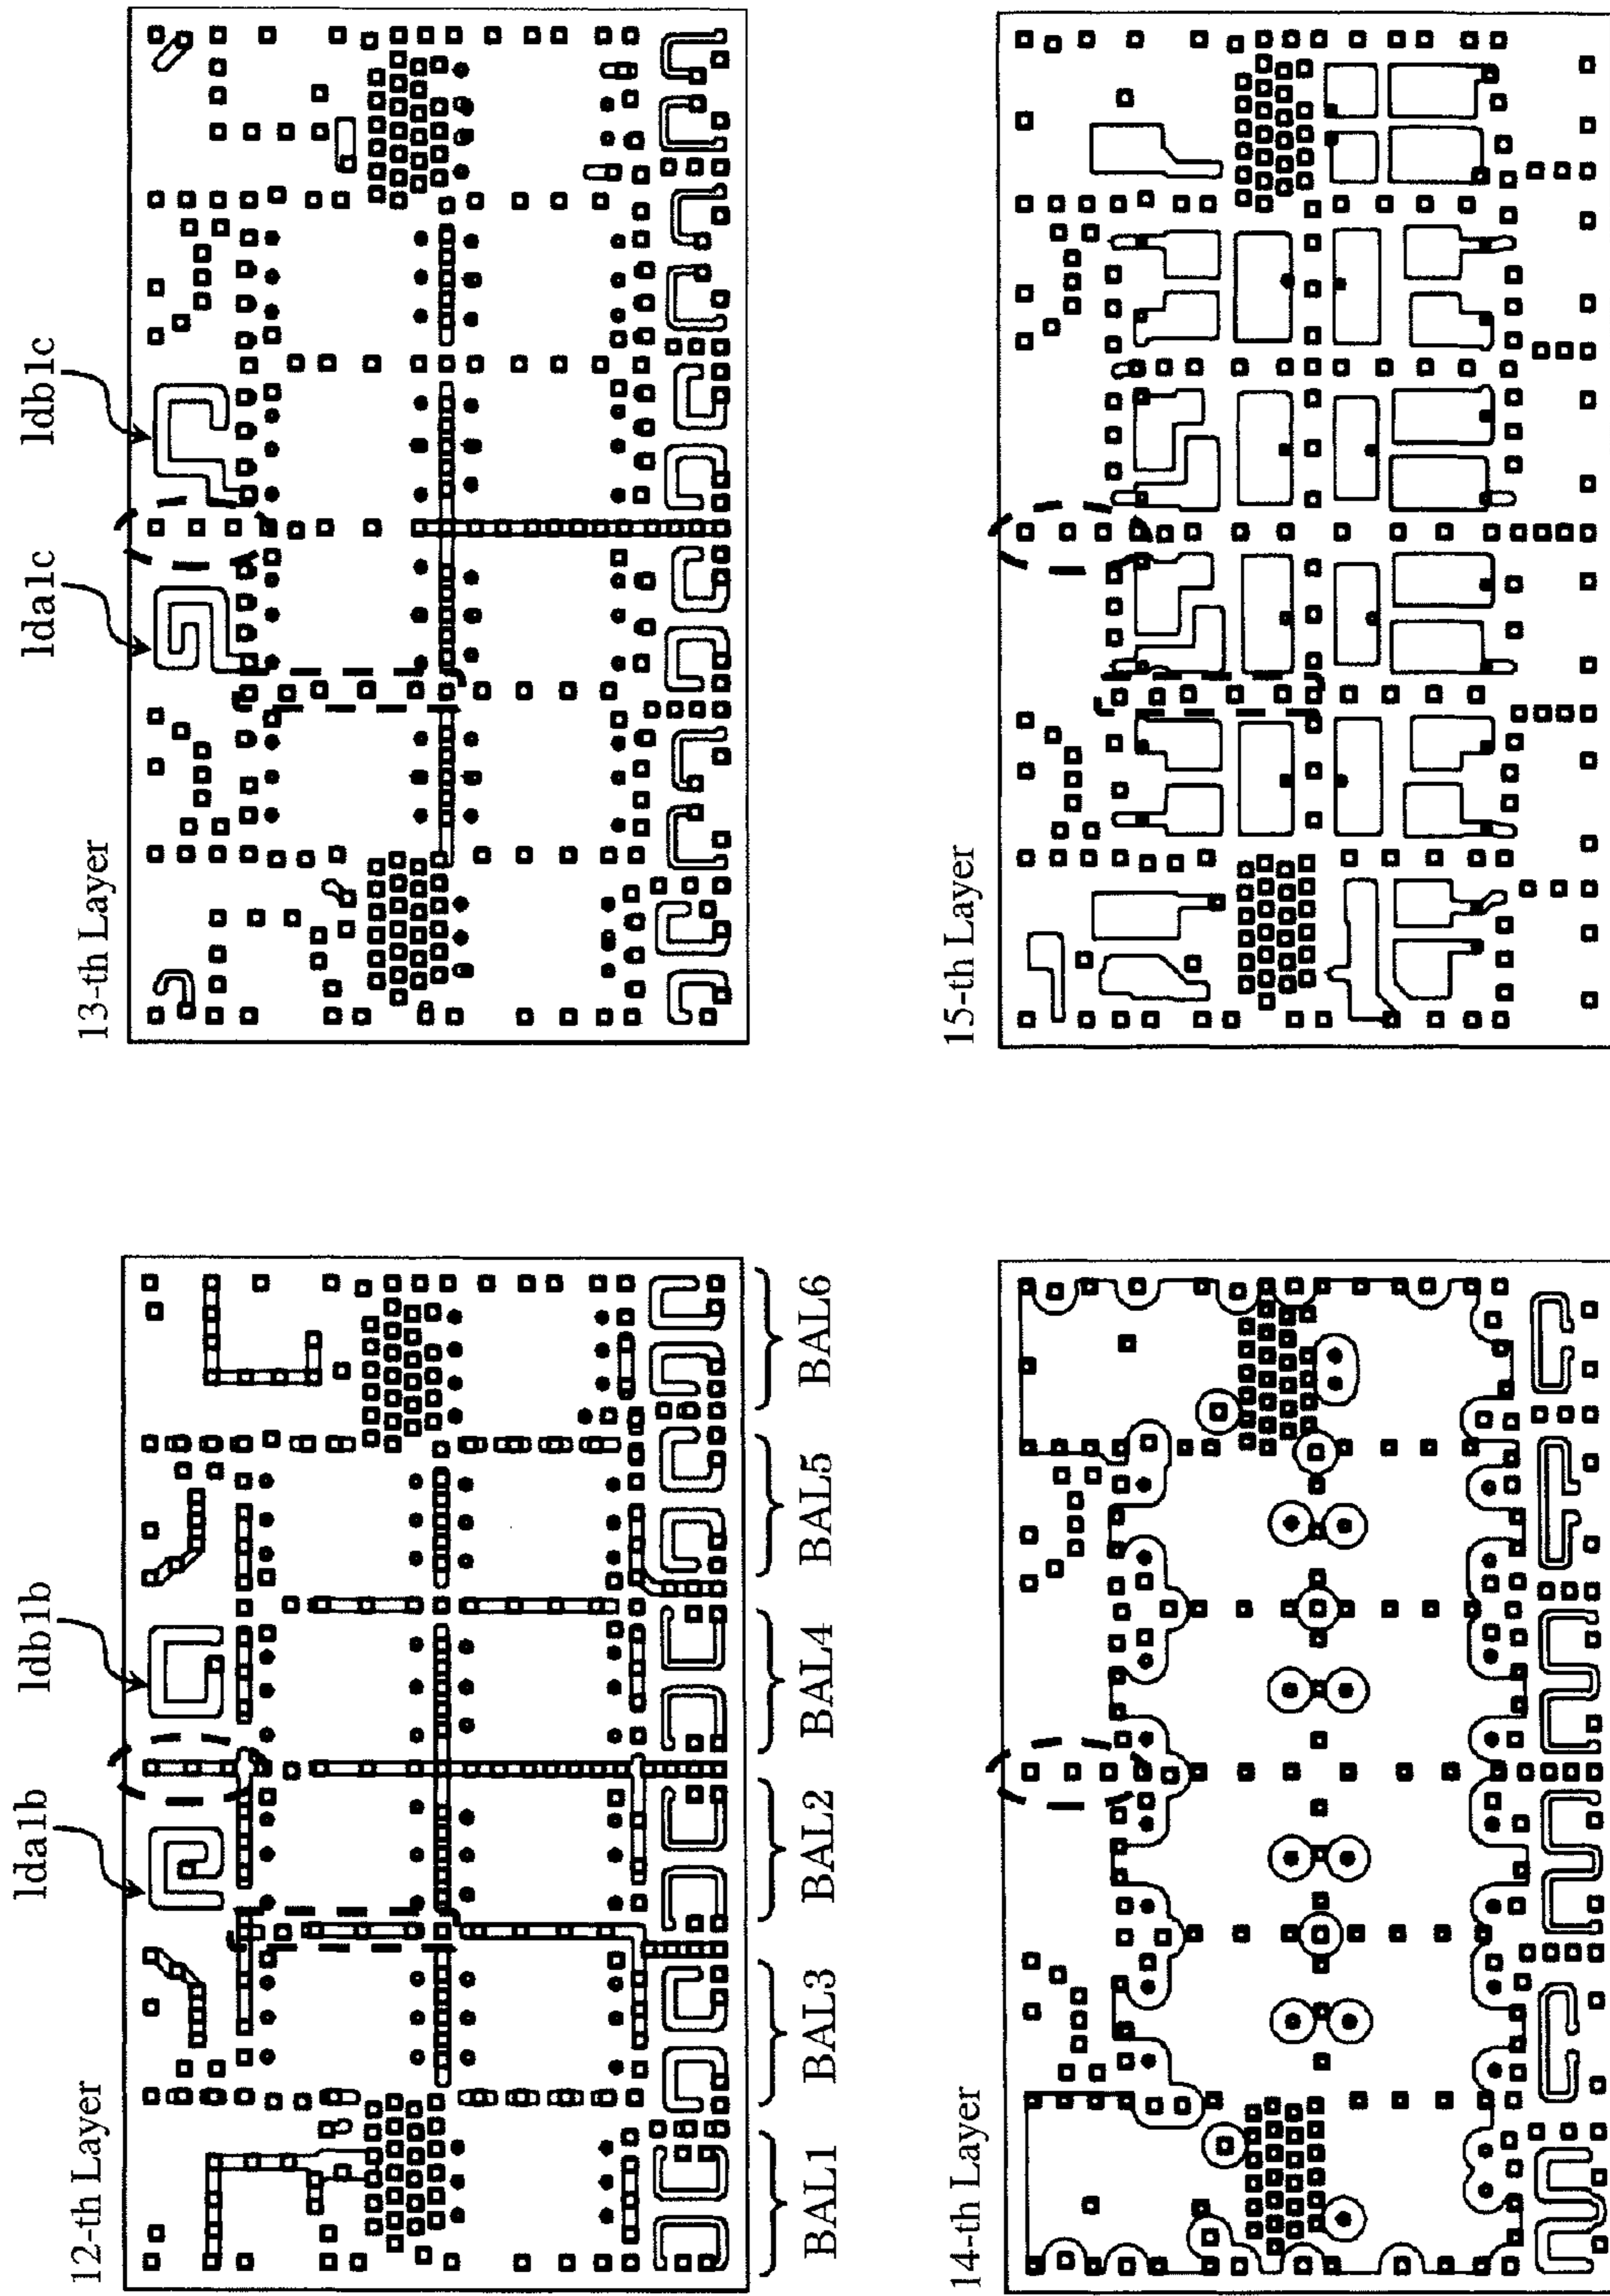 12-th Layer
lda1b
ldb1b
BAL1
BAL3
BAL2
BAL4
BAL5
BAL6
13-th Layer
lda1c
ldb1c
14-th Layer
15-th Layer